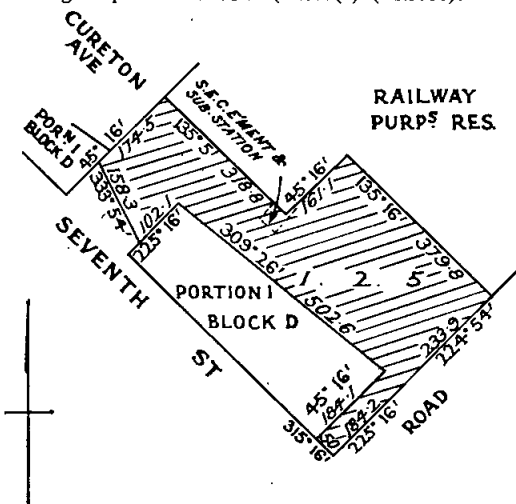 CURETON
AVE
S.E.C. E'MENT &
SUB-STATION
RAILWAY
PURPS RES.
PORN I
BLOCK D
45° 16'
174.5
135° 5'
318.8
45° 16'
161.1
135° 16'
379.8
158.3
333° 54'
102.1
225° 16'
309° 26'
502.6
1. 2. 5
PORTION I
BLOCK D
SEVENTH
ST
45° 16'
184.1
233.9
224° 54'
184.2
225° 16'
50
315° 16'
ROAD